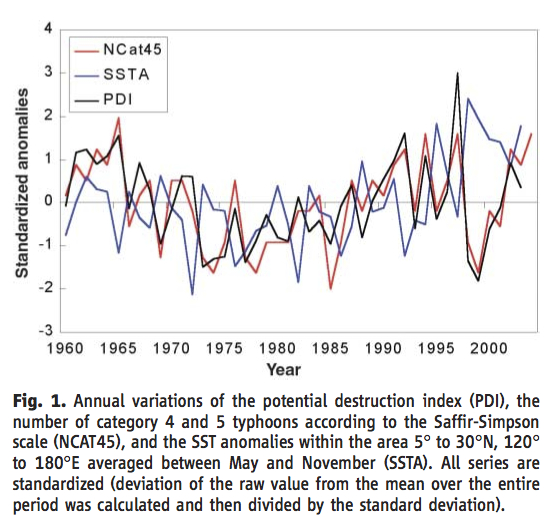 4
3
2
1
0
-1
-2
-3
Standardized anomalies
NCat45
SSTA
PDI
1960 1965 1970 1975 1980 1985 1990 1995 2000
Year
Fig. 1. Annual variations of the potential destruction index (PDI), the
number of category 4 and 5 typhoons according to the Saffir-Simpson
scale (NCAT45), and the SST anomalies within the area 5° to 30°N, 120°
to 180°E averaged between May and November (SSTA). All series are
standardized (deviation of the raw value from the mean over the entire
period was calculated and then divided by the standard deviation).